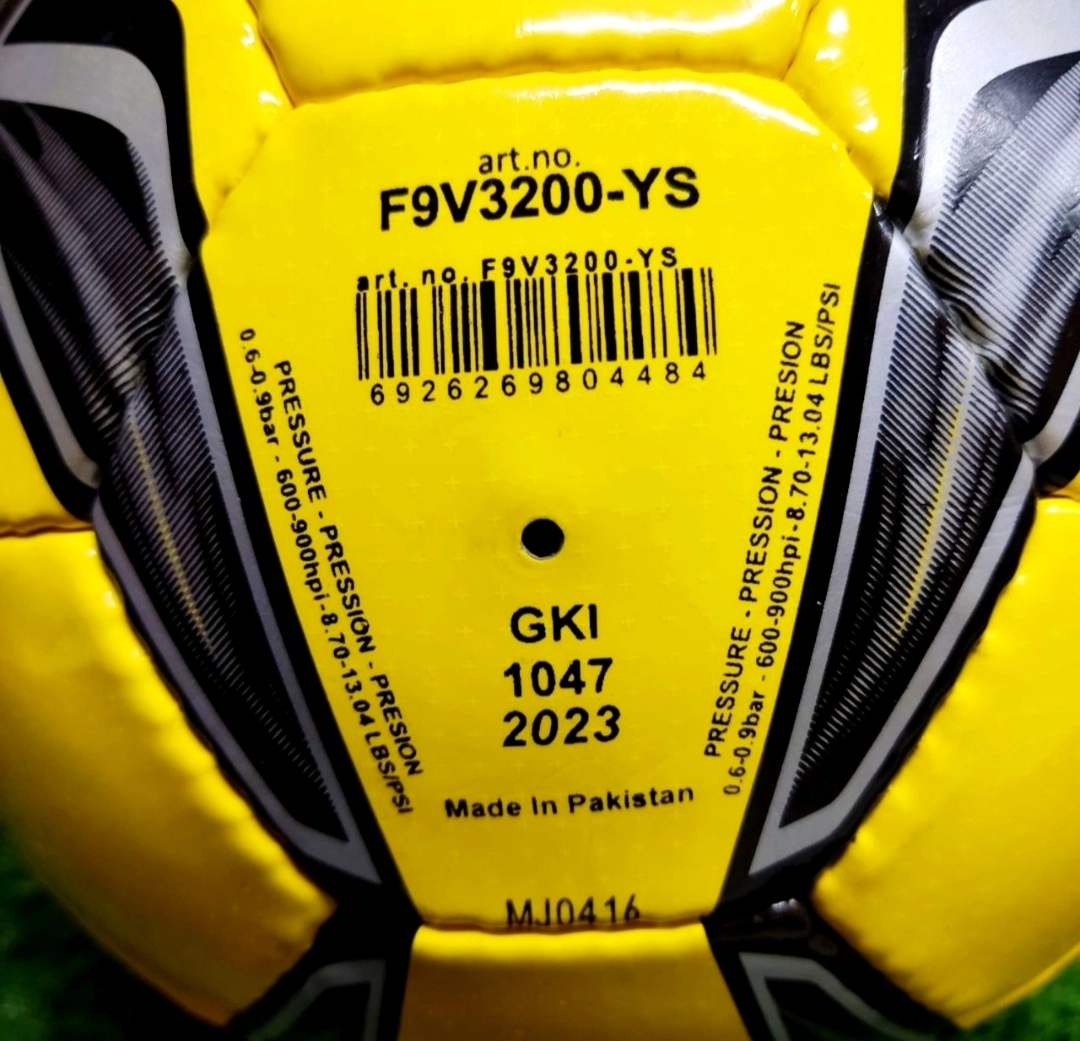 art.no.
F9V3200-YS
art. no. F9V3200-YS
6926269804484
PRESSURE - PRESSION - PRESION
0.6-0.9bar - 600-900hpi-8.70-13.04 LBS/PSI
PRESSURE - PRESSION - PRESION
0.6-0.9bar - 600-900hpi-8.70-13.04 LBS/PSI
GKI
1047
2023
Made In Pakistan
MJ0416